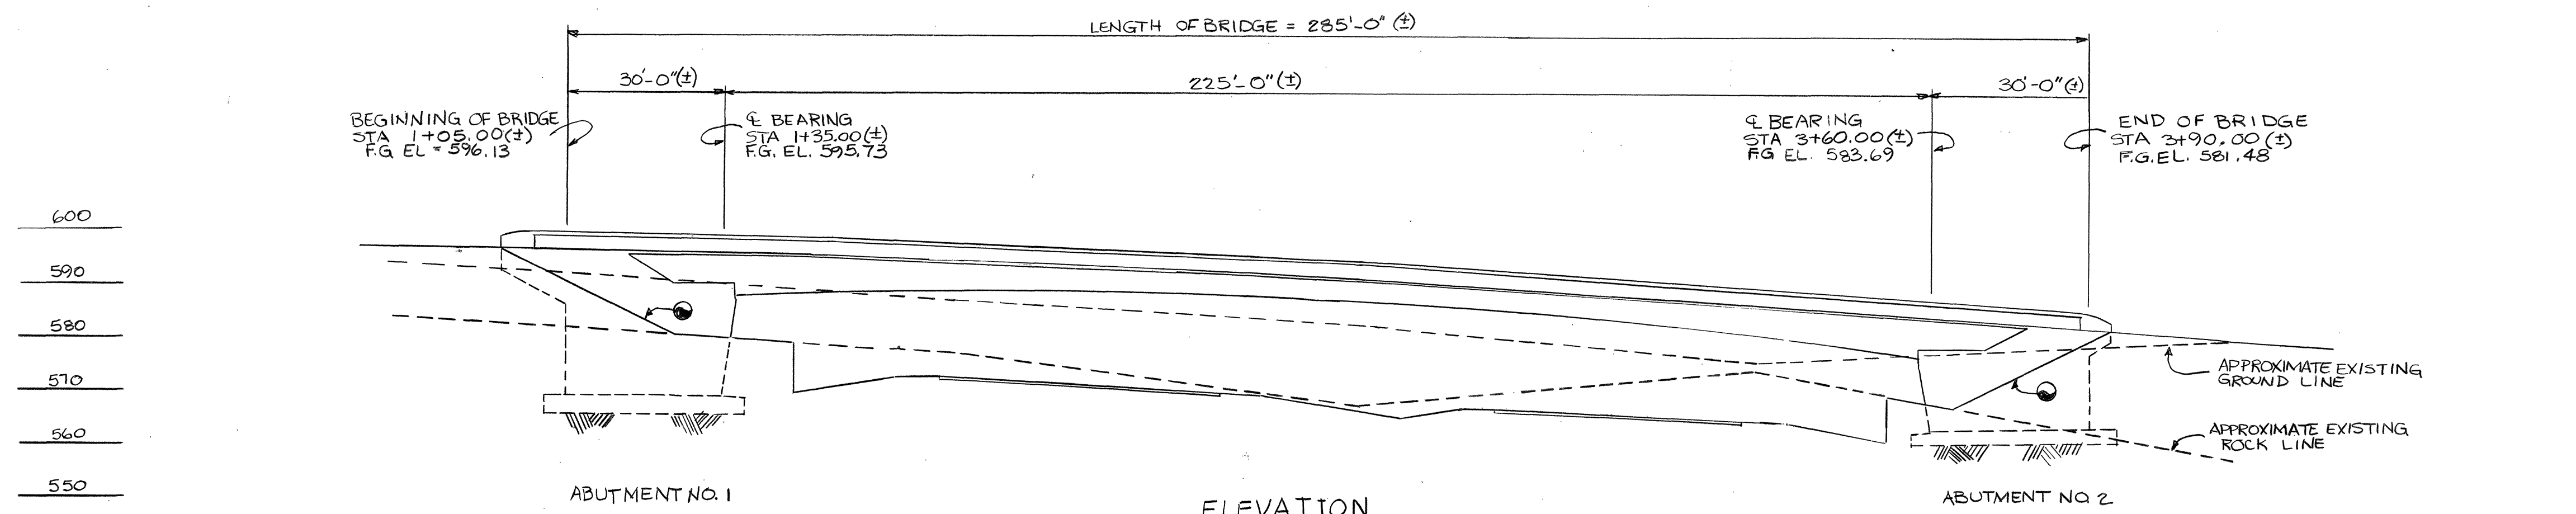 LENGTH OF BRIDGE = 285'-0" (±)
30'-0"(±)
225'-0"(±)
30'-0"(±)
BEGINNING OF BRIDGE
STA 1+05.00(±)
F.G EL = 596.13
℄ BEARING
STA 1+35.00(±)
F.G. EL. 595.73
℄ BEARING
STA 3+60.00(±)
F.G EL. 583.69
END OF BRIDGE
STA 3+90.00(±)
F.G.EL. 581.48
600
590
580
570
560
550
APPROXIMATE EXISTING
GROUND LINE
APPROXIMATE EXISTING
ROCK LINE
ABUTMENT NO. 1
ELEVATION
ABUTMENT NO. 2